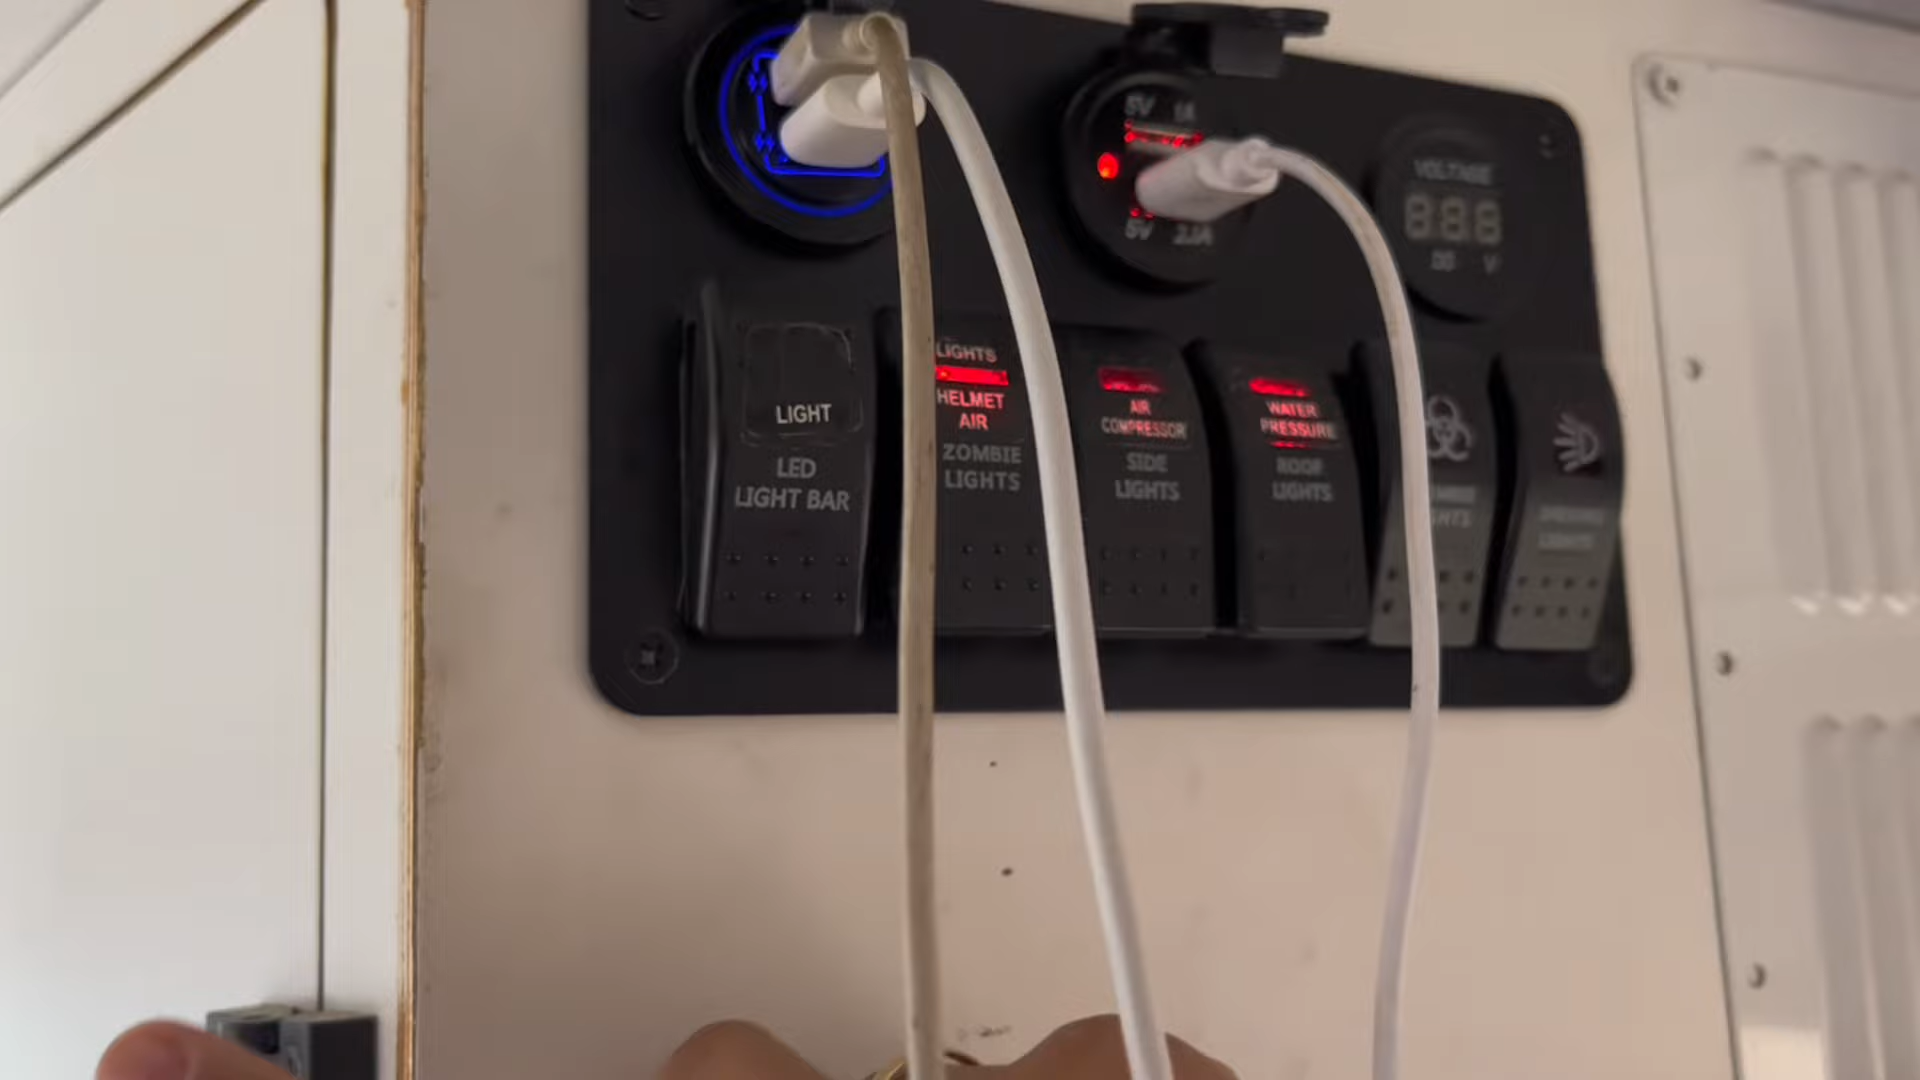 5V 1A
5V 2.1A
VOLTAGE
888
V
LIGHT
LED
LIGHT BAR
LIGHTS
HELMET
AIR
ZOMBIE
LIGHTS
AIR
COMPRESSOR
SIDE
LIGHTS
WATER
PRESSURE
ROOF
LIGHTS
LIGHTS